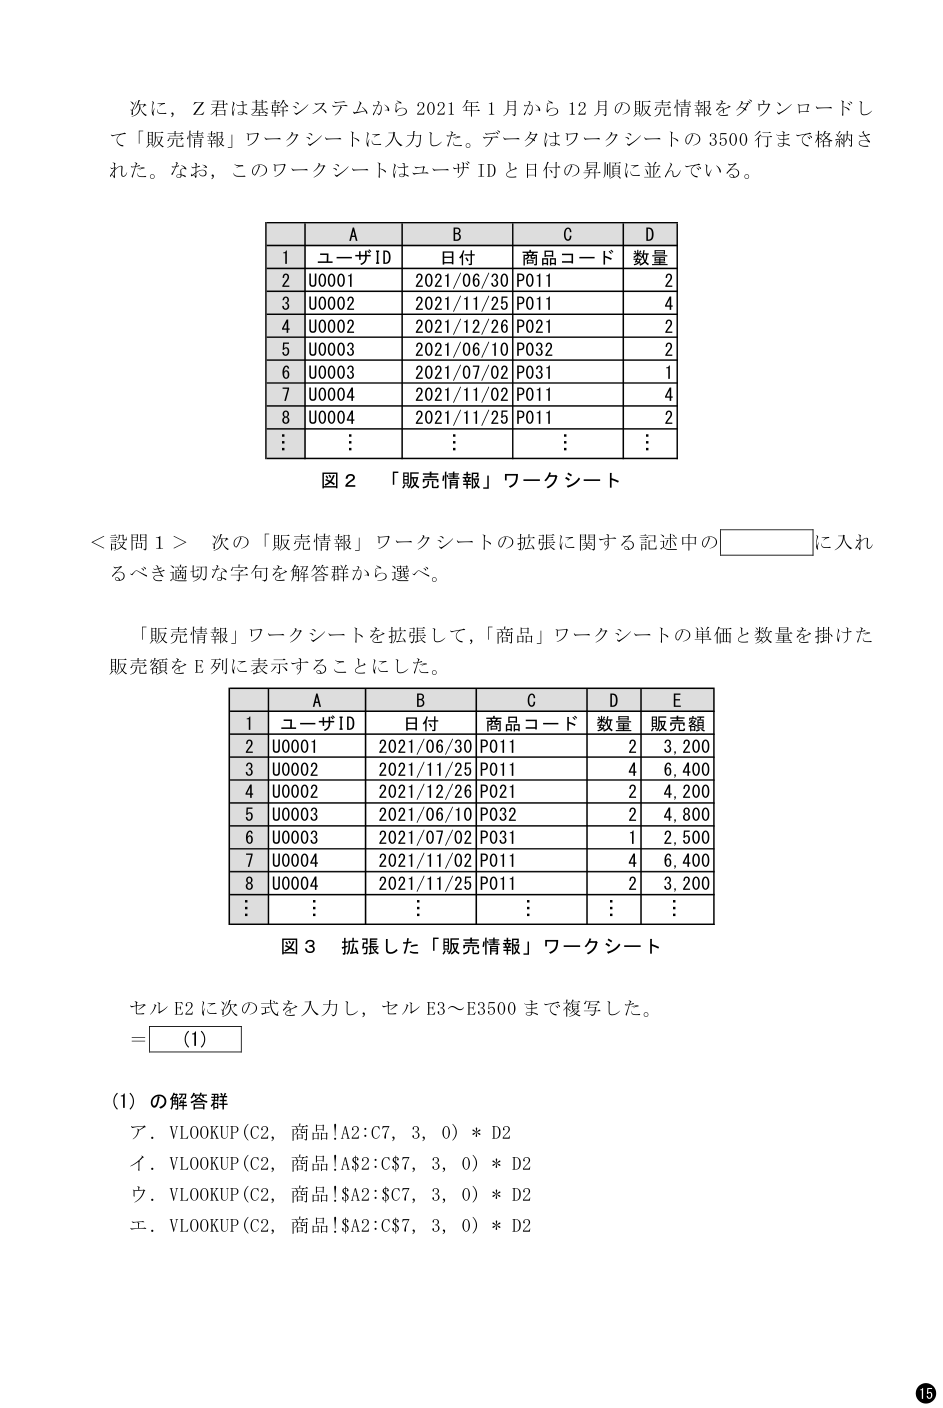 次に，Ｚ君は基幹システムから 2021 年 1 月から 12 月の販売情報をダウンロードし
て「販売情報」ワークシートに入力した。データはワークシートの 3500 行まで格納さ
れた。なお，このワークシートはユーザ ID と日付の昇順に並んでいる。
A B C D
1 ユーザID 日付 商品コード 数量
2 U0001 2021/06/30 P011 2
3 U0002 2021/11/25 P011 4
4 U0002 2021/12/26 P021 2
5 U0003 2021/06/10 P032 2
6 U0003 2021/07/02 P031 1
7 U0004 2021/11/02 P011 4
8 U0004 2021/11/25 P011 2
⋮ ⋮ ⋮ ⋮ ⋮
図２　「販売情報」ワークシート
＜設問１＞　次の「販売情報」ワークシートの拡張に関する記述中の　　　に入れ
るべき適切な字句を解答群から選べ。
「販売情報」ワークシートを拡張して，「商品」ワークシートの単価と数量を掛けた
販売額を E 列に表示することにした。
A B C D E
1 ユーザID 日付 商品コード 数量 販売額
2 U0001 2021/06/30 P011 2 3,200
3 U0002 2021/11/25 P011 4 6,400
4 U0002 2021/12/26 P021 2 4,200
5 U0003 2021/06/10 P032 2 4,800
6 U0003 2021/07/02 P031 1 2,500
7 U0004 2021/11/02 P011 4 6,400
8 U0004 2021/11/25 P011 2 3,200
⋮ ⋮ ⋮ ⋮ ⋮ ⋮
図３　拡張した「販売情報」ワークシート
セル E2 に次の式を入力し，セル E3～E3500 まで複写した。
＝ (1)
(1) の解答群
ア．VLOOKUP(C2, 商品!A2:C7, 3, 0) * D2
イ．VLOOKUP(C2, 商品!A$2:C$7, 3, 0) * D2
ウ．VLOOKUP(C2, 商品!$A2:$C7, 3, 0) * D2
エ．VLOOKUP(C2, 商品!$A2:C$7, 3, 0) * D2
15